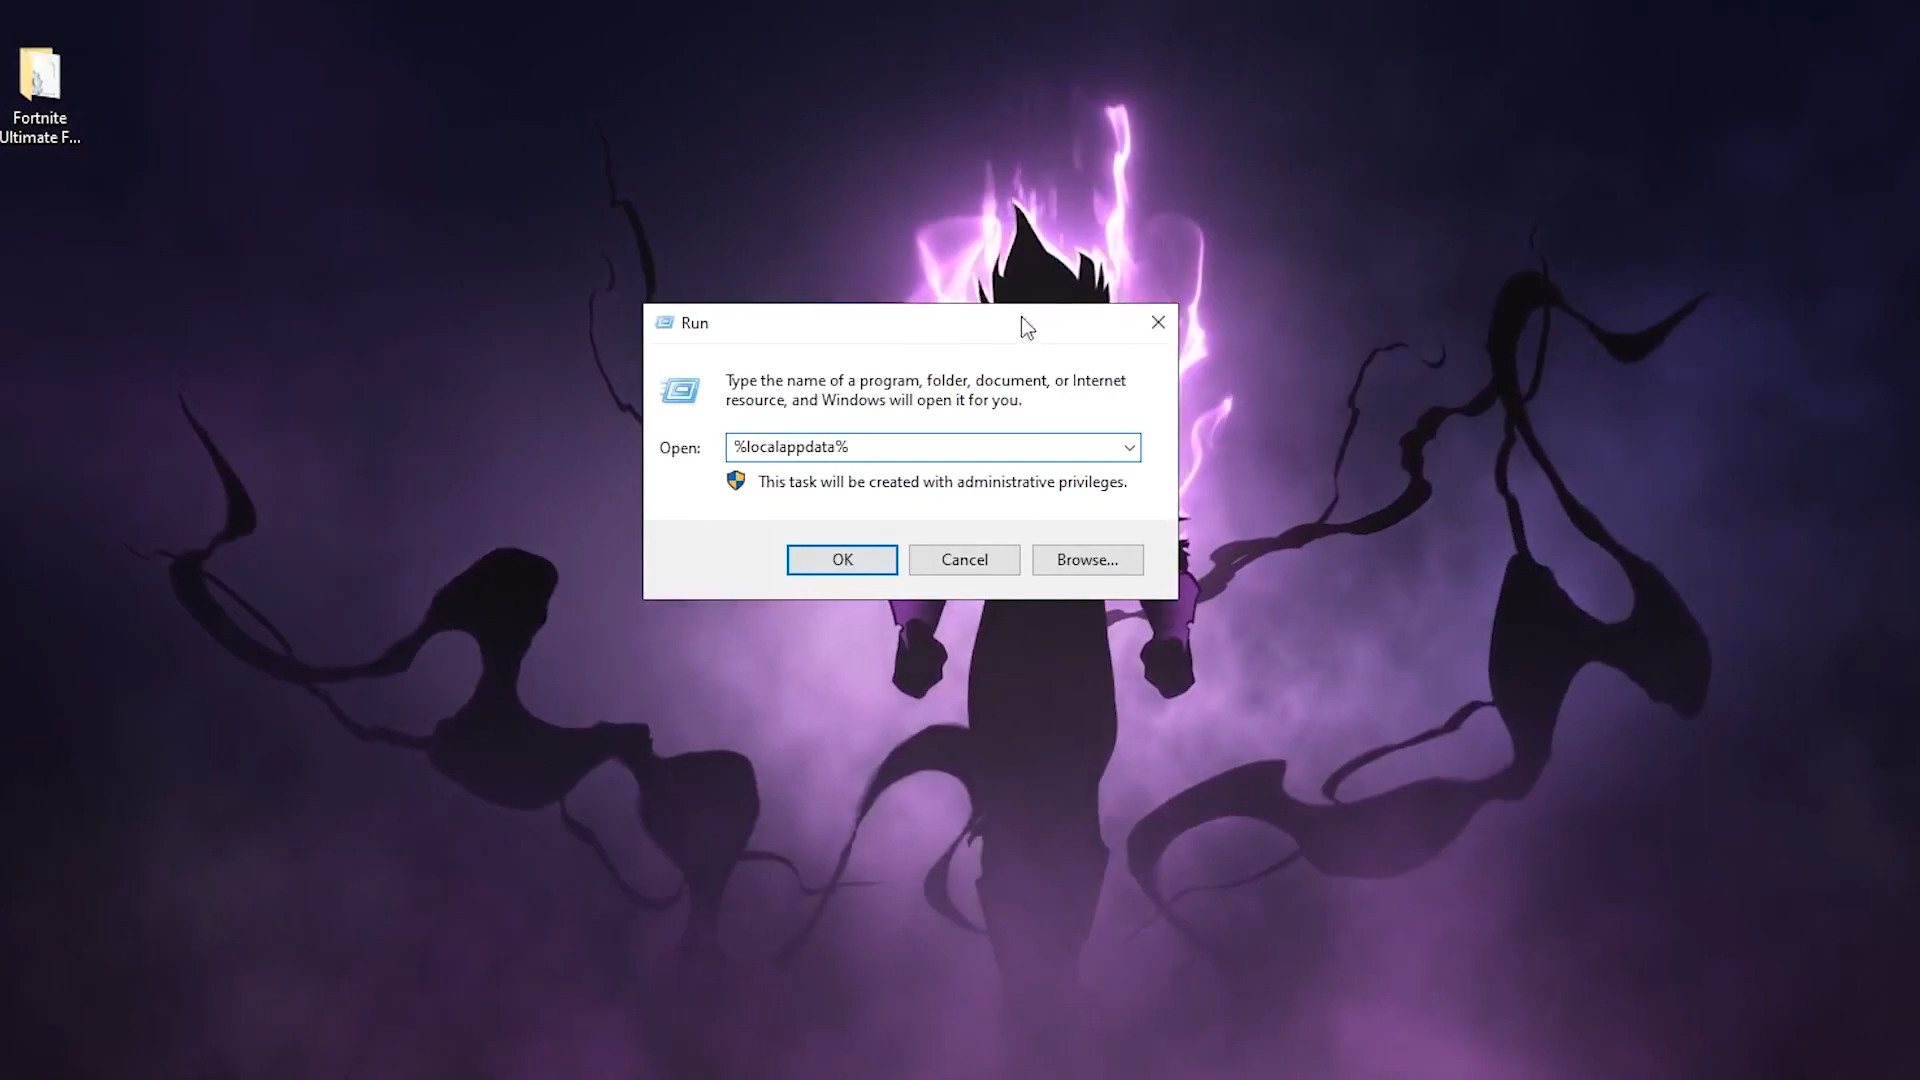 Fortnite
Ultimate F...
Run
Type the name of a program, folder, document, or Internet
resource, and Windows will open it for you.
Open:
%localappdata%
This task will be created with administrative privileges.
OK
Cancel
Browse...